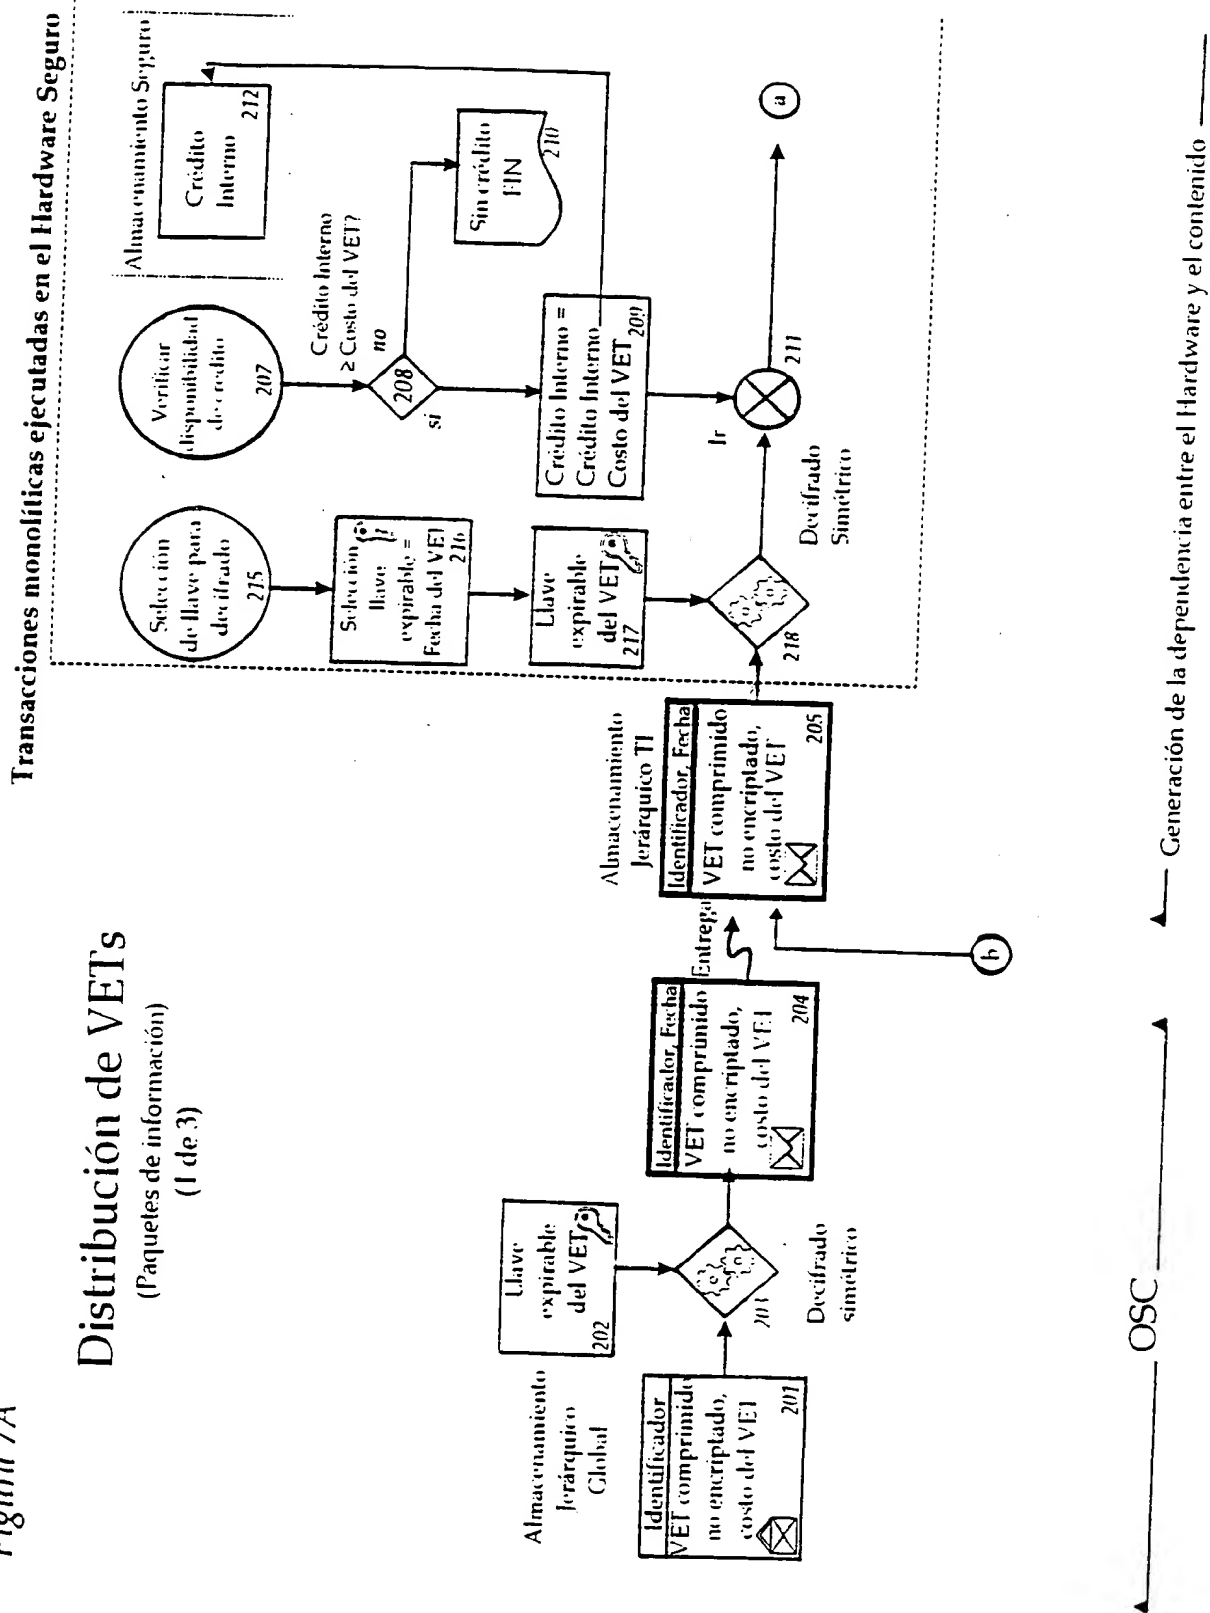 Figura 7A
Distribución de VETs
(Paquetes de información)
(1 de 3)
Transacciones monolíticas ejecutadas en el Hardware Seguro
Almacenamiento
Jerárquico
Global
Identificador
VET comprimido
no encriptado,
costo del VET
201
Llave
expirable
del VET
202
203
Decifrado
simétrico
Identificador, Fecha
VET comprimido
no encriptado,
costo del VET
204
Entrega
Almacenamiento
Jerárquico TI
Identificador, Fecha
VET comprimido
no encriptado,
costo del VET
205
b
Selección
de llave para
decifrado
215
Selección
llave
expirable =
Fecha del VET
216
Llave
expirable
del VET
217
218
Decifrado
Simétrico
Verificar
disponibilidad
de crédito
207
Crédito Interno
≥ Costo del VET?
208
no
si
Sin crédito
FIN
210
Crédito Interno =
Crédito Interno
Costo del VET
209
Ir
211
a
Almacenamiento Seguro
Crédito
Interno
212
OSC
Generación de la dependencia entre el Hardware y el contenido